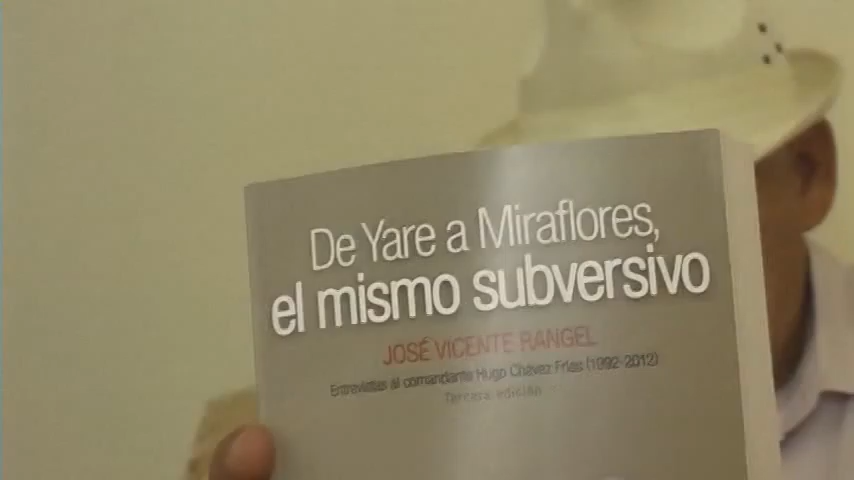 De Yare a Miraflores,
el mismo subversivo
JOSÉ VICENTE RANGEL
Entrevistas al comandante Hugo Chávez Frías (1992-2012)
Tercera edición